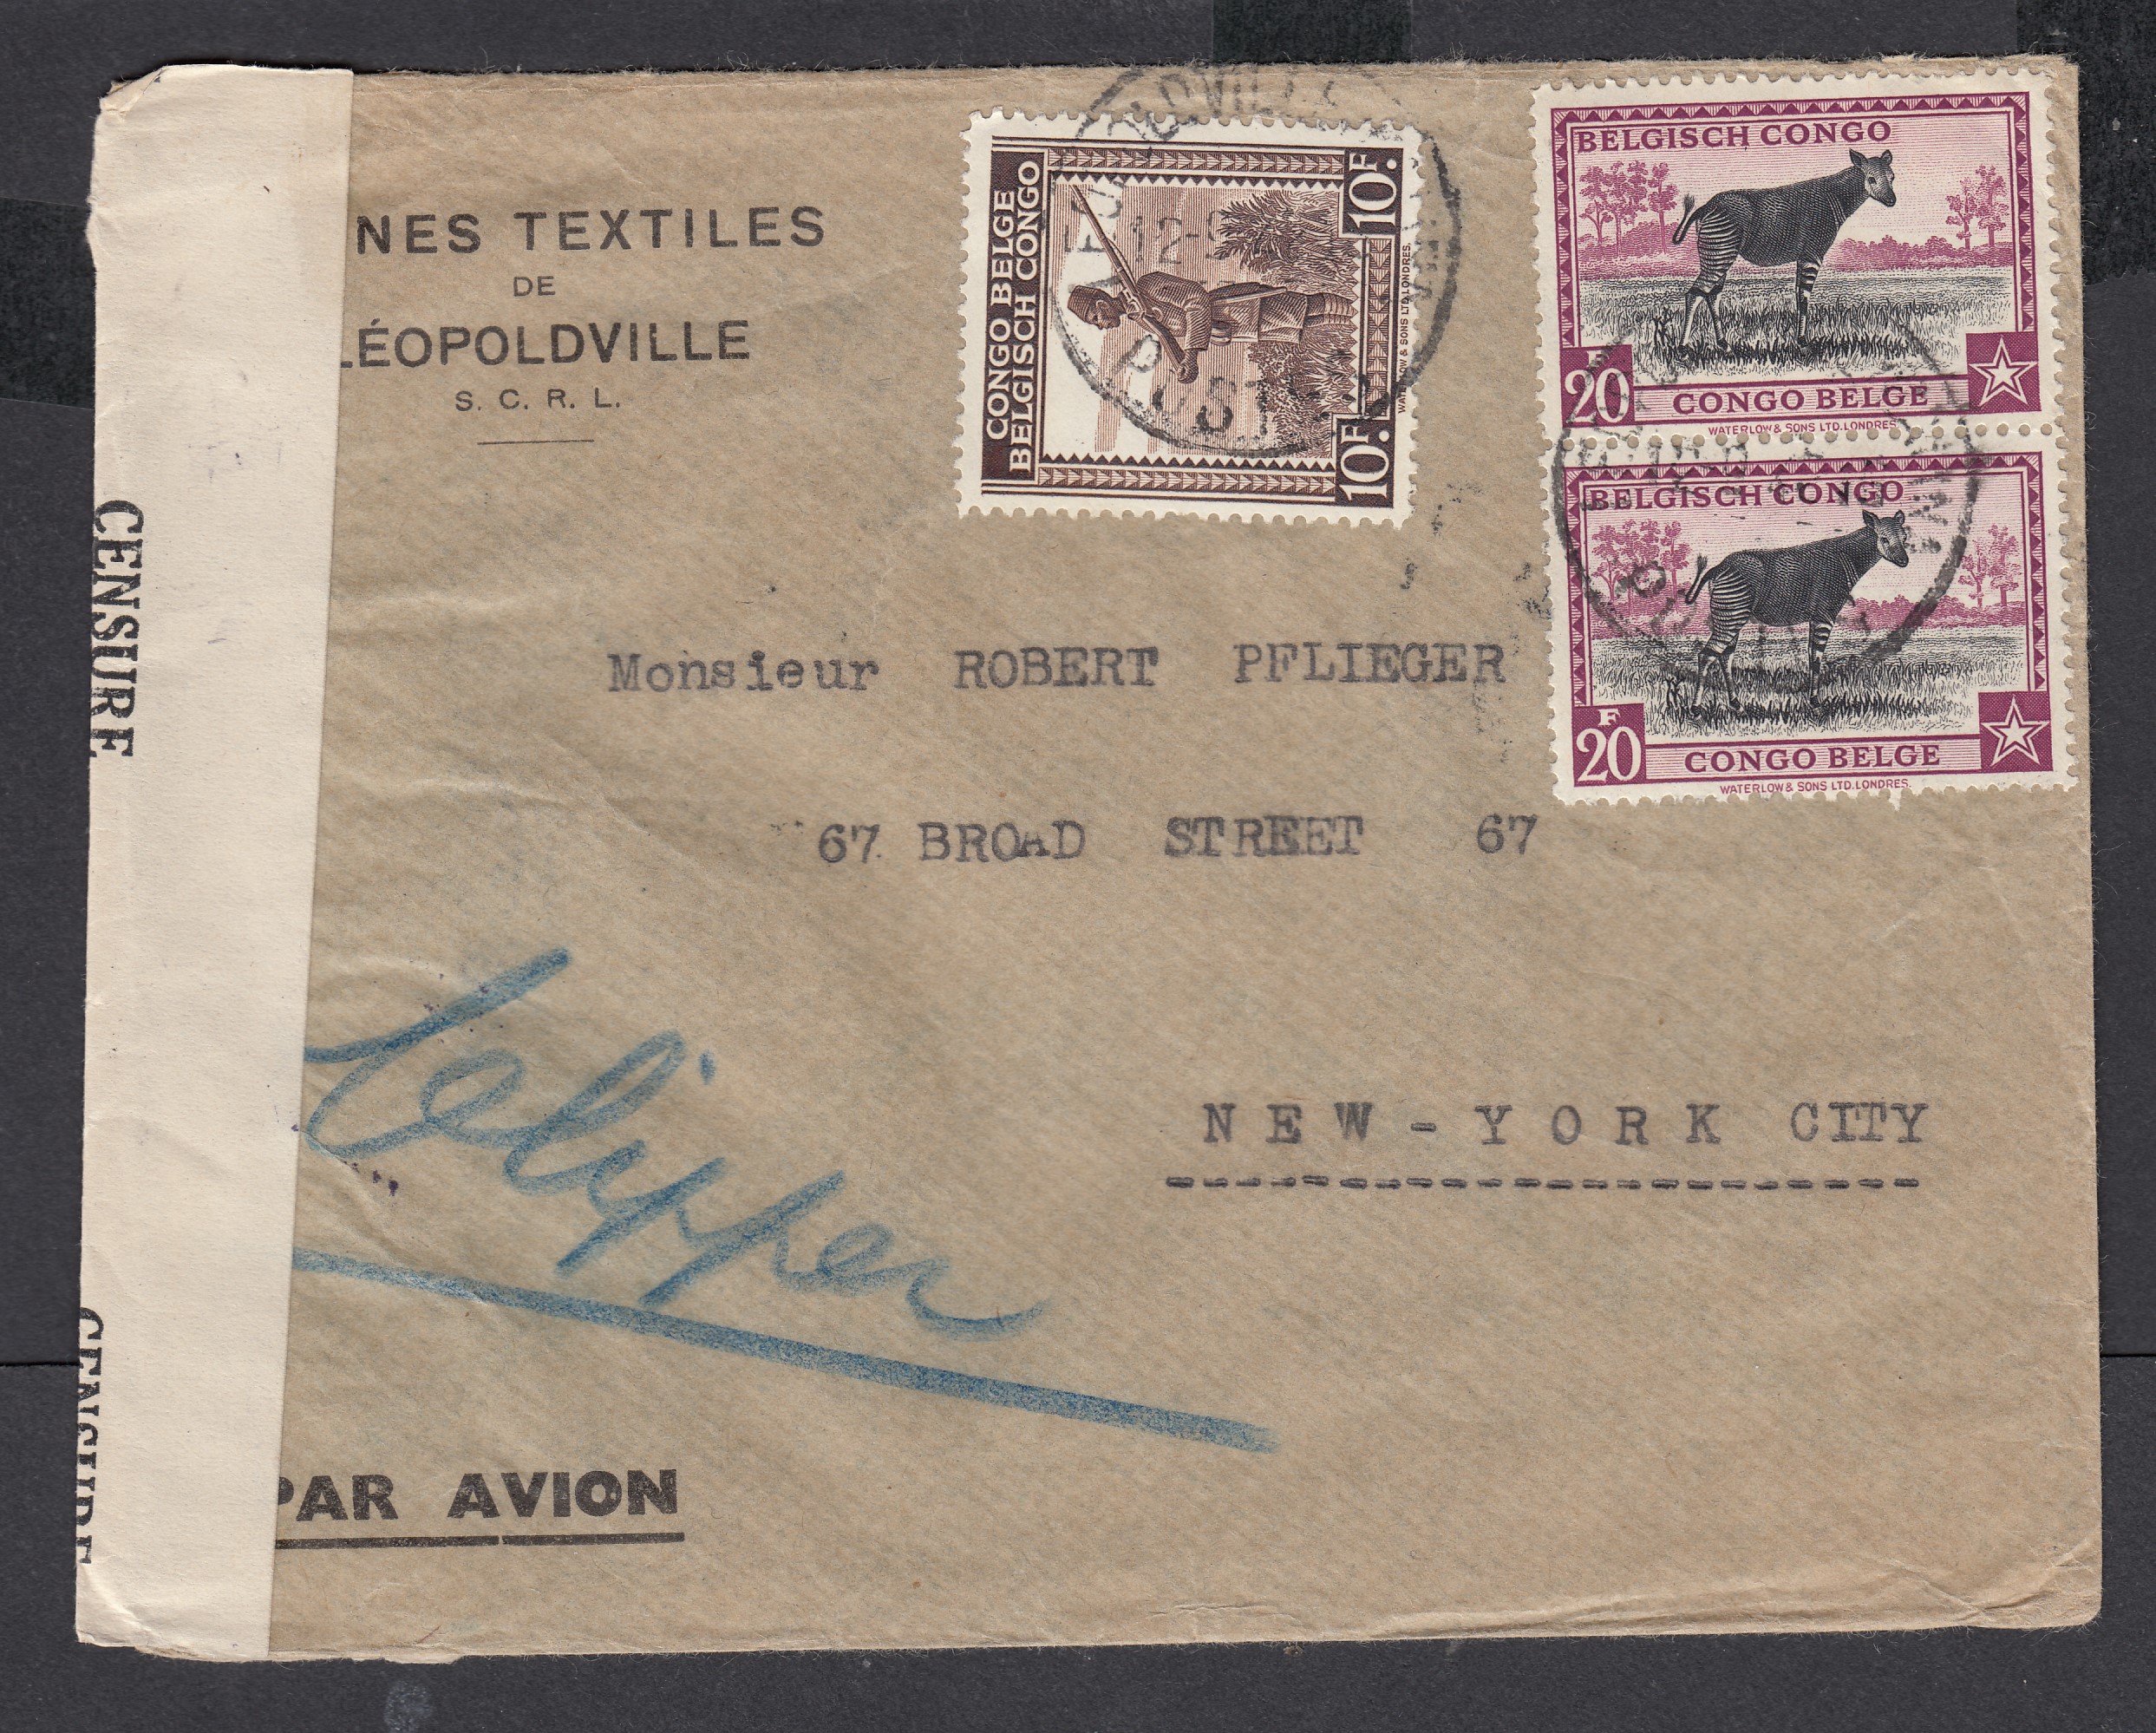 NES TEXTILES
DE
LÉOPOLDVILLE
S. C. R. L.
CONGO BELGE
BELGISCH CONGO
10F.
10F.
WATERLOW & SONS LTD. LONDRES.
BELGISCH CONGO
F
20
CONGO BELGE
WATERLOW & SONS LTD. LONDRES.
BELGISCH CONGO
F
20
CONGO BELGE
WATERLOW & SONS LTD. LONDRES.
CENSURE
CENSURE
Monsieur ROBERT PFLIEGER
67 BROAD STREET 67
NEW-YORK CITY
Clipper
PAR AVION